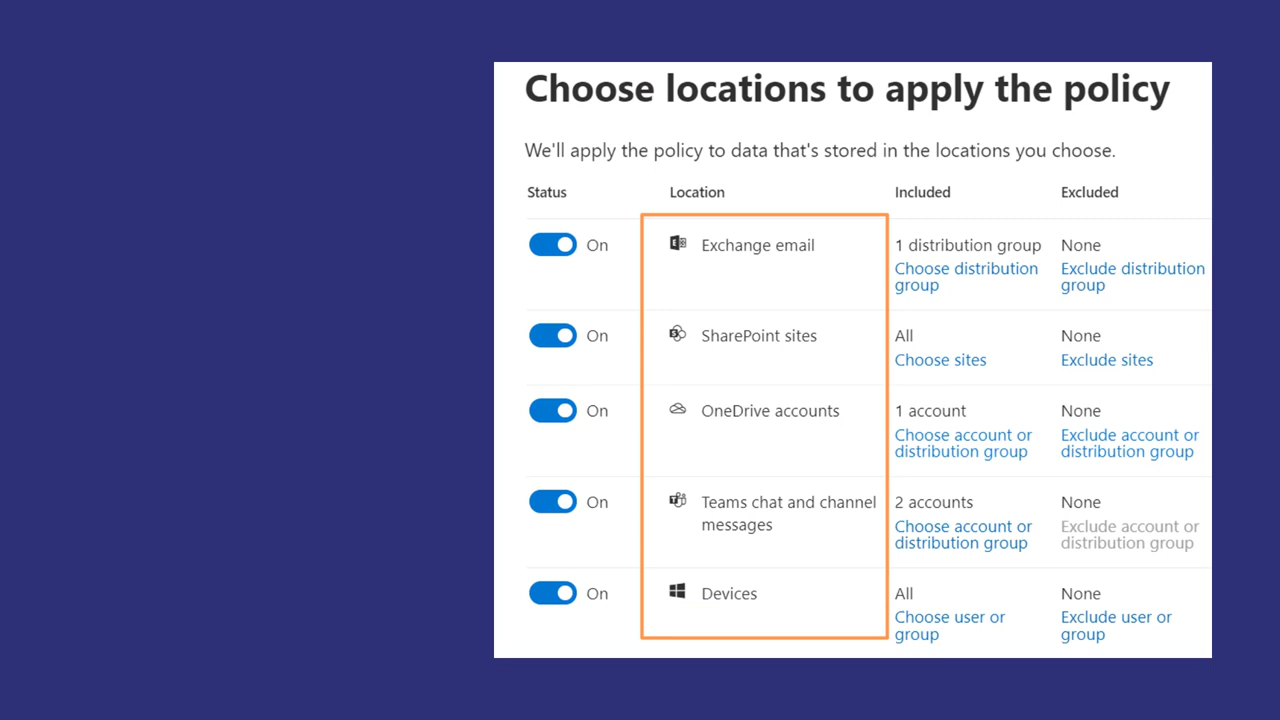 Choose locations to apply the policy
We'll apply the policy to data that's stored in the locations you choose.
Status Location Included Excluded
On Exchange email 1 distribution group None
Choose distribution Exclude distribution
group group
On SharePoint sites All None
Choose sites Exclude sites
On OneDrive accounts 1 account None
Choose account or Exclude account or
distribution group distribution group
On Teams chat and channel 2 accounts None
messages Choose account or Exclude account or
distribution group distribution group
On Devices All None
Choose user or Exclude user or
group group